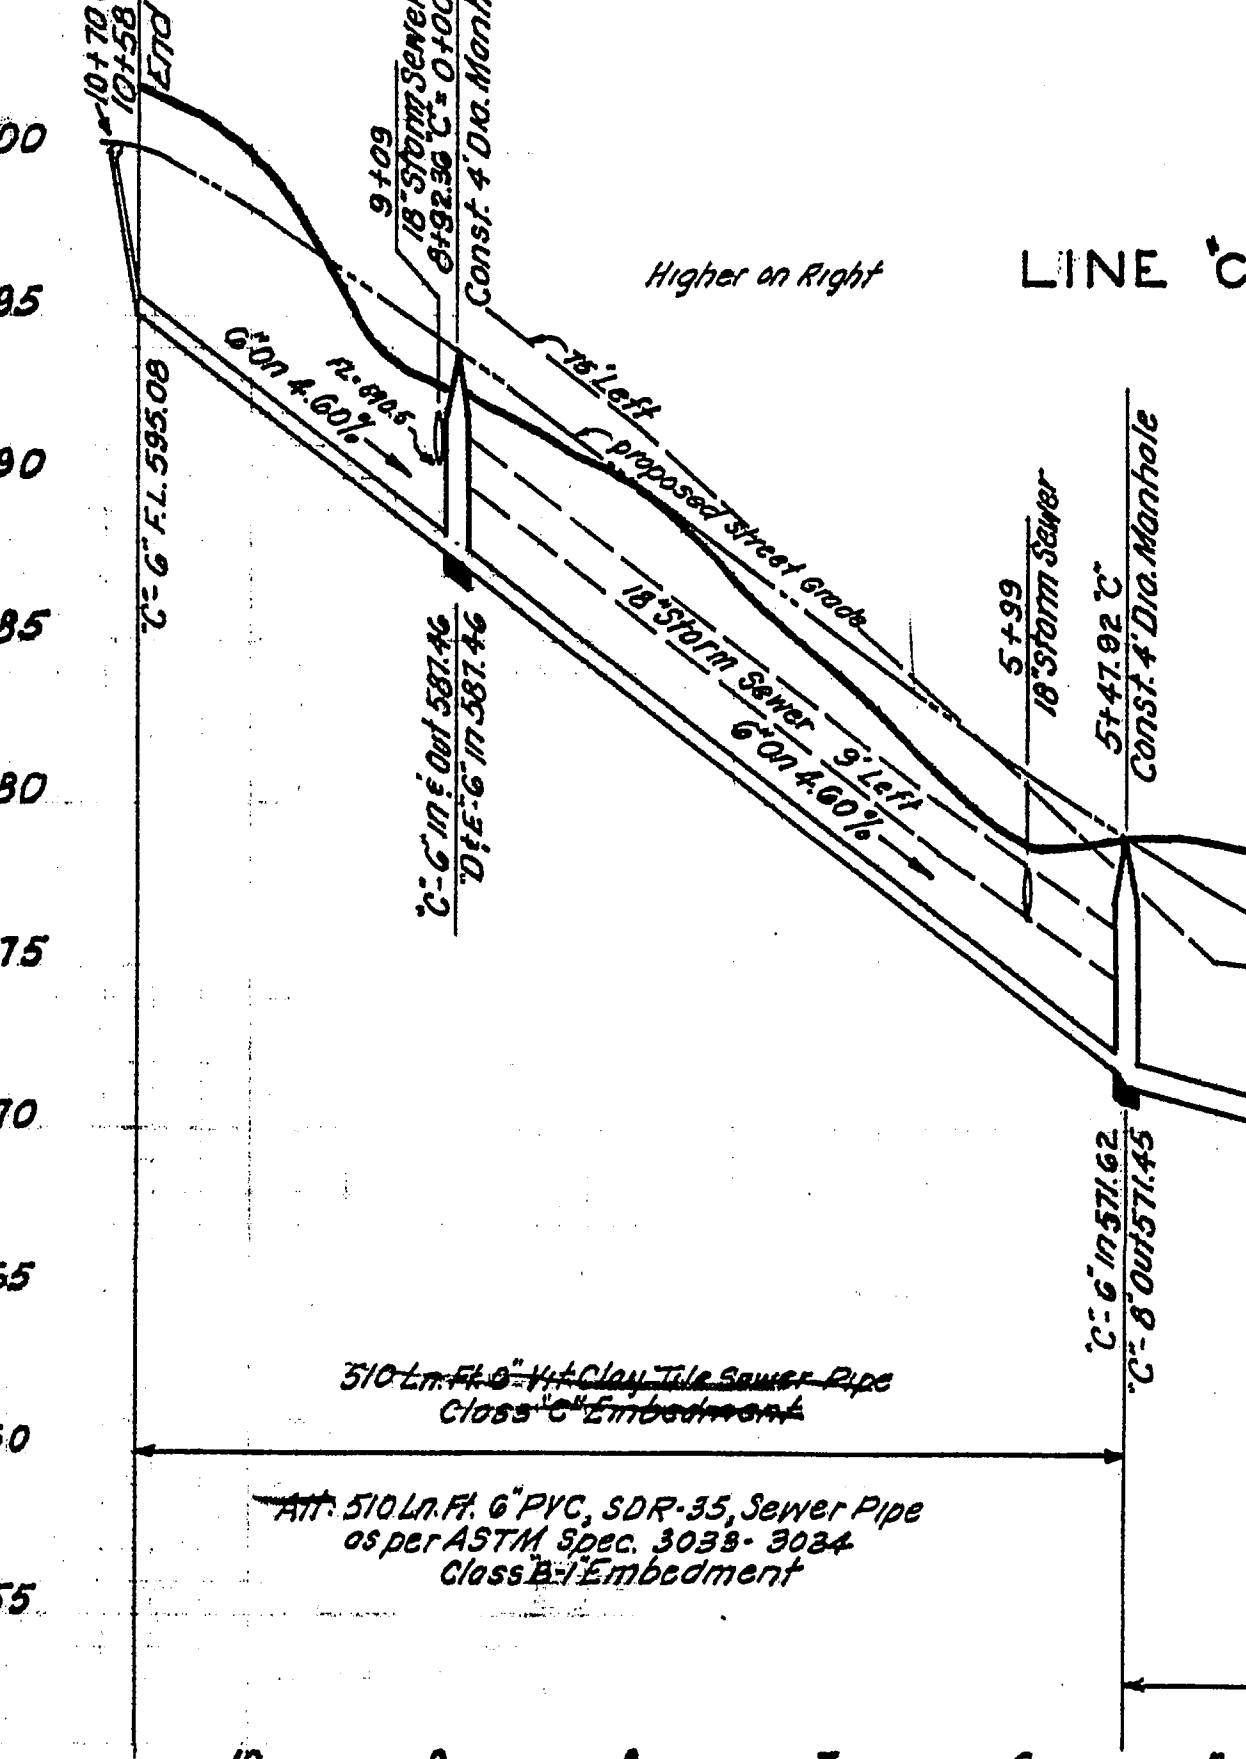 10+70
10+58
End
9+09
18" Storm Sewer
8+92.36 "C" = 0+00
Const. 4' Dia. Manh
Higher on Right
LINE "C
00
95
90
85
80
75
70
65
60
55
6" On 4.60%
FL-590.5
"C"-6" F.L. 595.08
75' Left
proposed street grade
18" Storm Sewer 9' Left
6" On 4.60%
5+99
18" Storm Sewer
5+47.92 "C"
Const. 4' Dia. Manhole
"C"-6" In & Out 587.46
"D"&"E"-6" In 587.46
"C"-6" In 571.62
"C"-8" Out 571.45
510 Ln. Ft. 6" Vit. Clay Tile Sewer Pipe
Class "C" Embedment
Alt: 510 Ln. Ft. 6" PVC, SDR-35, Sewer Pipe
as per ASTM Spec. 3033-3034
Class "B-1" Embedment